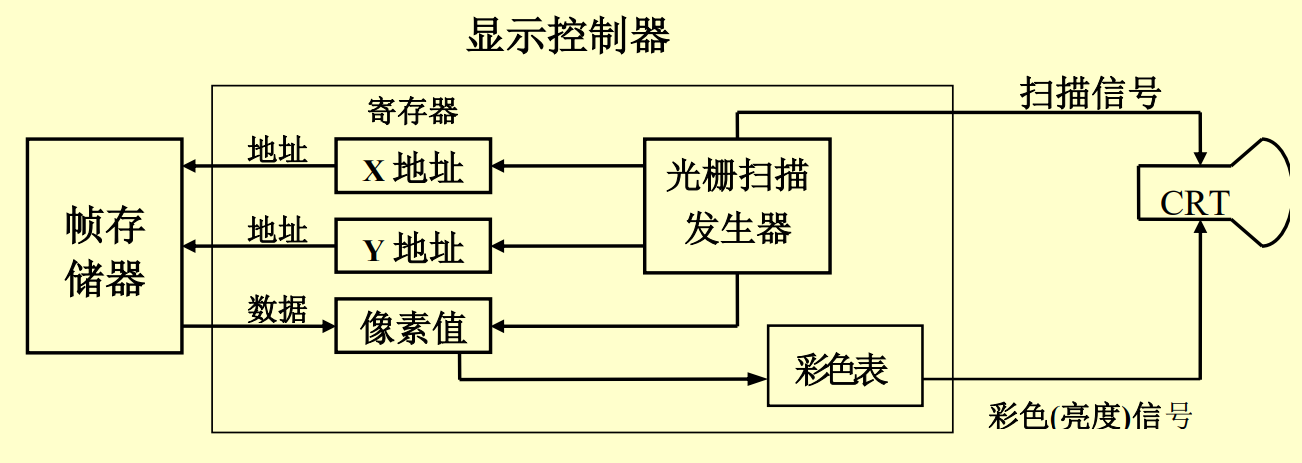 显示控制器
扫描信号
寄存器
地址
X 地址
光栅扫描
发生器
CRT
帧存
储器
地址
Y 地址
数据
像素值
彩色表
彩色(亮度)信号